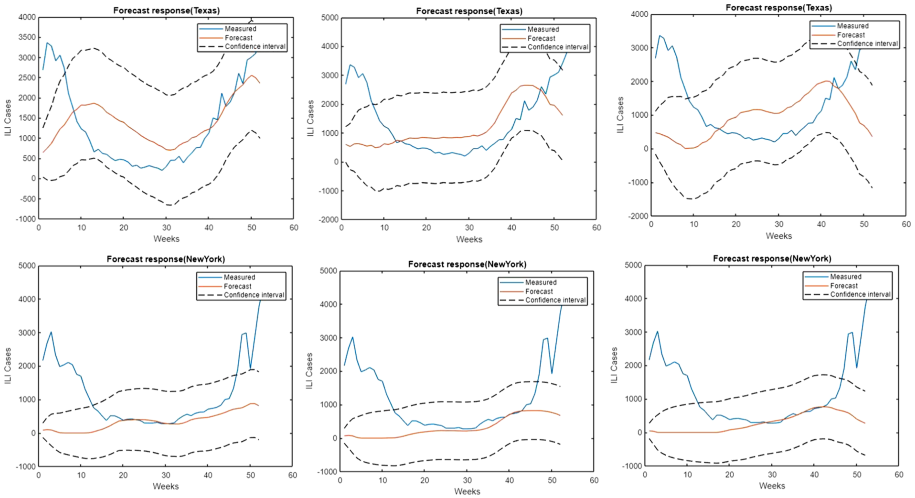 Forecast response(Texas)
4000
3500
3000
2500
2000
1500
1000
500
0
-500
-1000
0 10 20 30 40 50 60
Weeks
ILI Cases
Measured
Forecast
Confidence interval
Forecast response(Texas)
5000
4000
3000
2000
1000
0
-1000
-2000
0 10 20 30 40 50 60
Weeks
ILI Cases
Measured
Forecast
Confidence interval
Forecast response(Texas)
4000
3000
2000
1000
0
-1000
-2000
0 10 20 30 40 50 60
Weeks
ILI Cases
Measured
Forecast
Confidence interval
Forecast response(NewYork)
5000
4000
3000
2000
1000
0
-1000
0 10 20 30 40 50 60
Weeks
ILI Cases
Measured
Forecast
Confidence interval
Forecast response(NewYork)
5000
4000
3000
2000
1000
0
-1000
0 10 20 30 40 50 60
Weeks
ILI Cases
Measured
Forecast
Confidence interval
Forecast response(NewYork)
5000
4000
3000
2000
1000
0
-1000
0 10 20 30 40 50 60
Weeks
ILI Cases
Measured
Forecast
Confidence interval